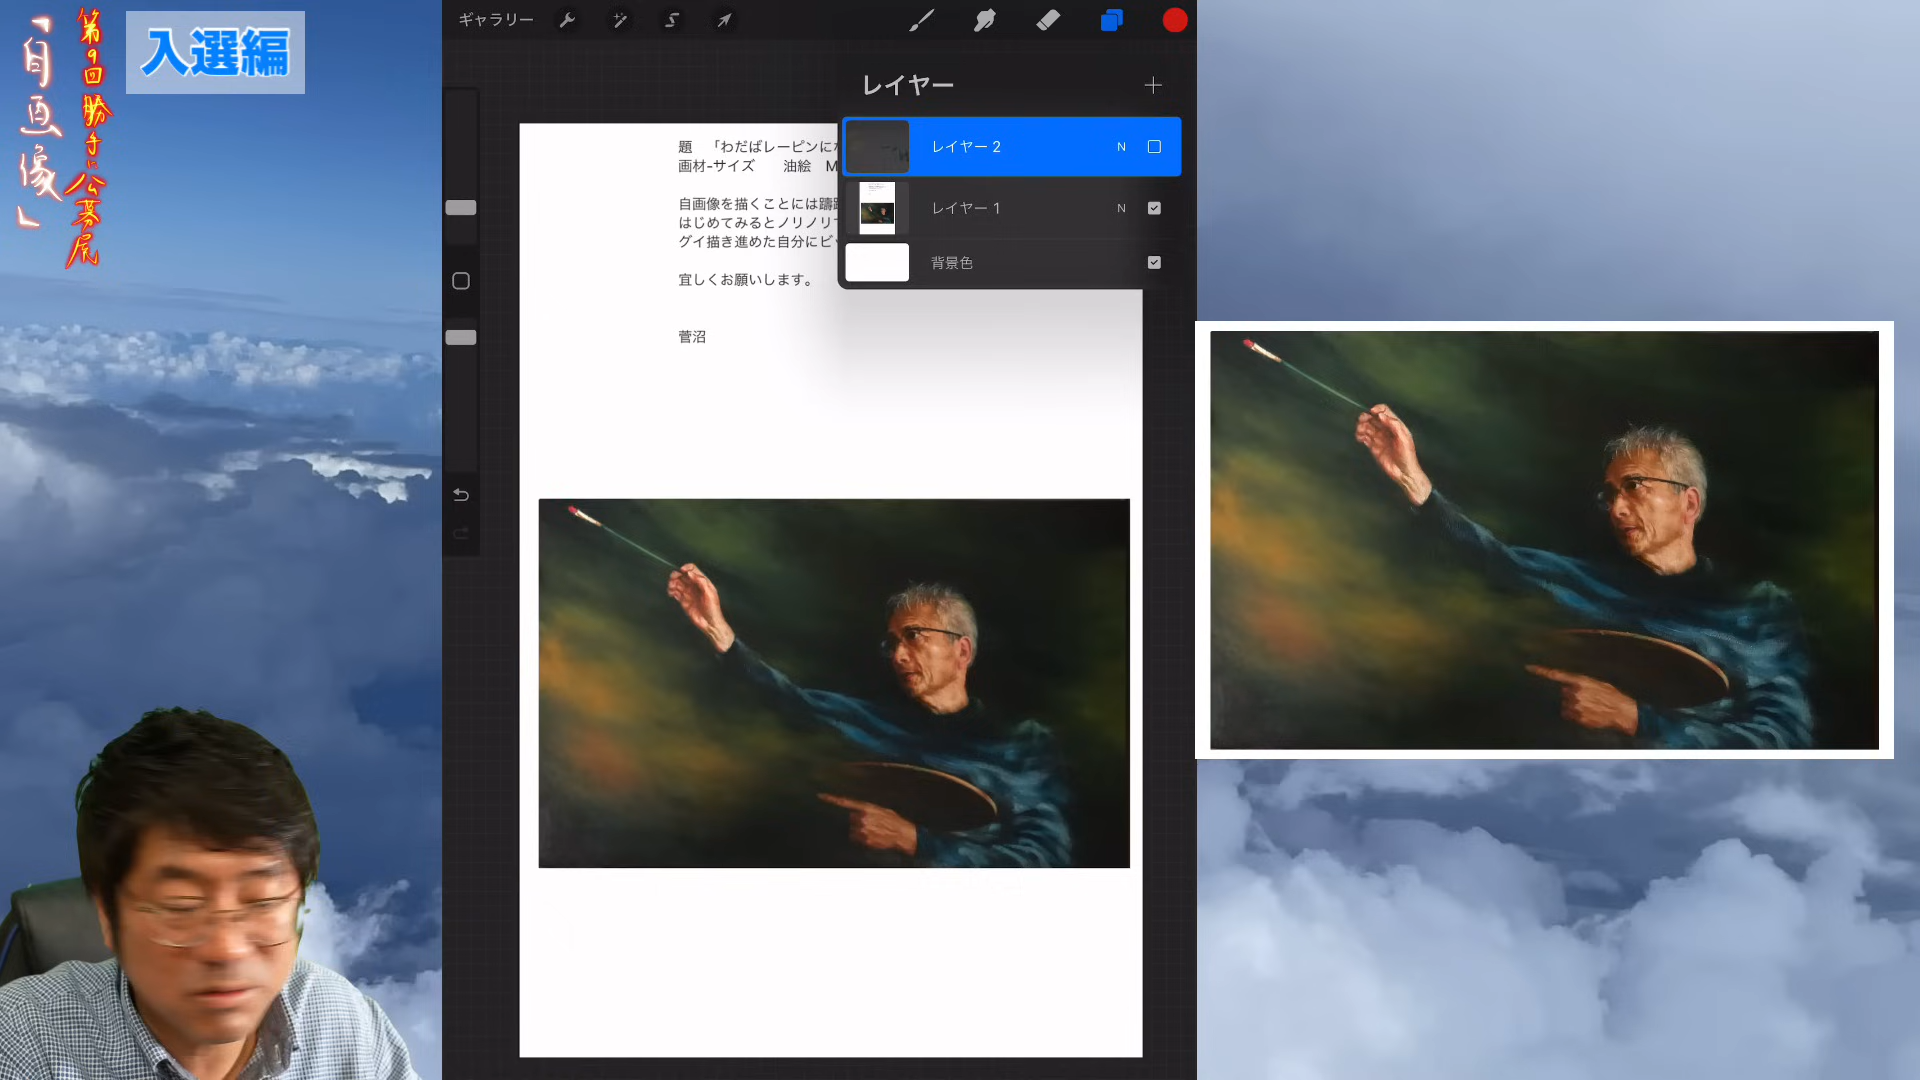 第9回 勝手に公募展
「自画像」
入選編
ギャラリー
レイヤー
レイヤー 2 N
レイヤー 1 N
背景色
題 「わだばレーピンに
画材-サイズ 油絵 M
自画像を描くことには躊
はじめてみるとノリノリ
グイ描き進めた自分にビ
宜しくお願いします。
菅沼